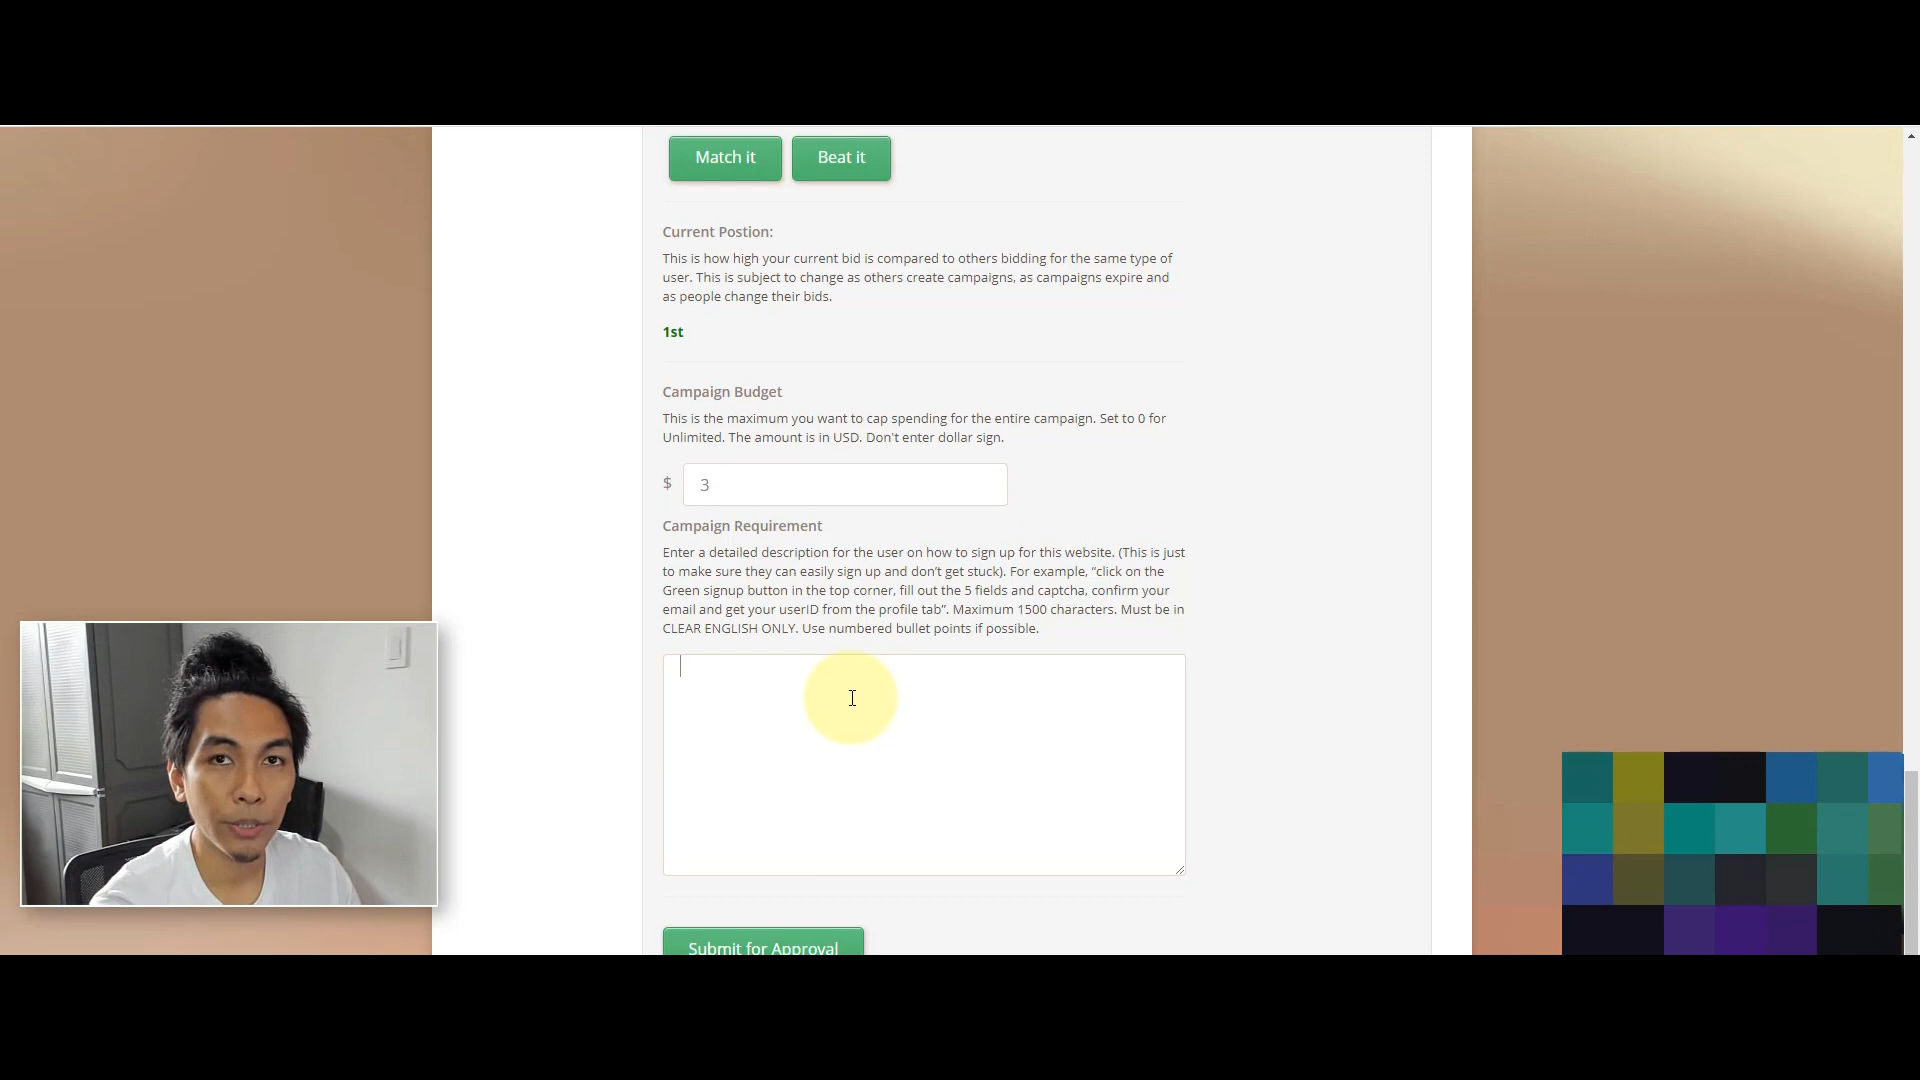 Match it
Beat it
Current Postion:
This is how high your current bid is compared to others bidding for the same type of
user. This is subject to change as others create campaigns, as campaigns expire and
as people change their bids.
1st
Campaign Budget
This is the maximum you want to cap spending for the entire campaign. Set to 0 for
Unlimited. The amount is in USD. Don't enter dollar sign.
$ 3
Campaign Requirement
Enter a detailed description for the user on how to sign up for this website. (This is just
to make sure they can easily sign up and don’t get stuck). For example, “click on the
Green signup button in the top corner, fill out the 5 fields and captcha, confirm your
email and get your userID from the profile tab”. Maximum 1500 characters. Must be in
CLEAR ENGLISH ONLY. Use numbered bullet points if possible.
Submit for Approval